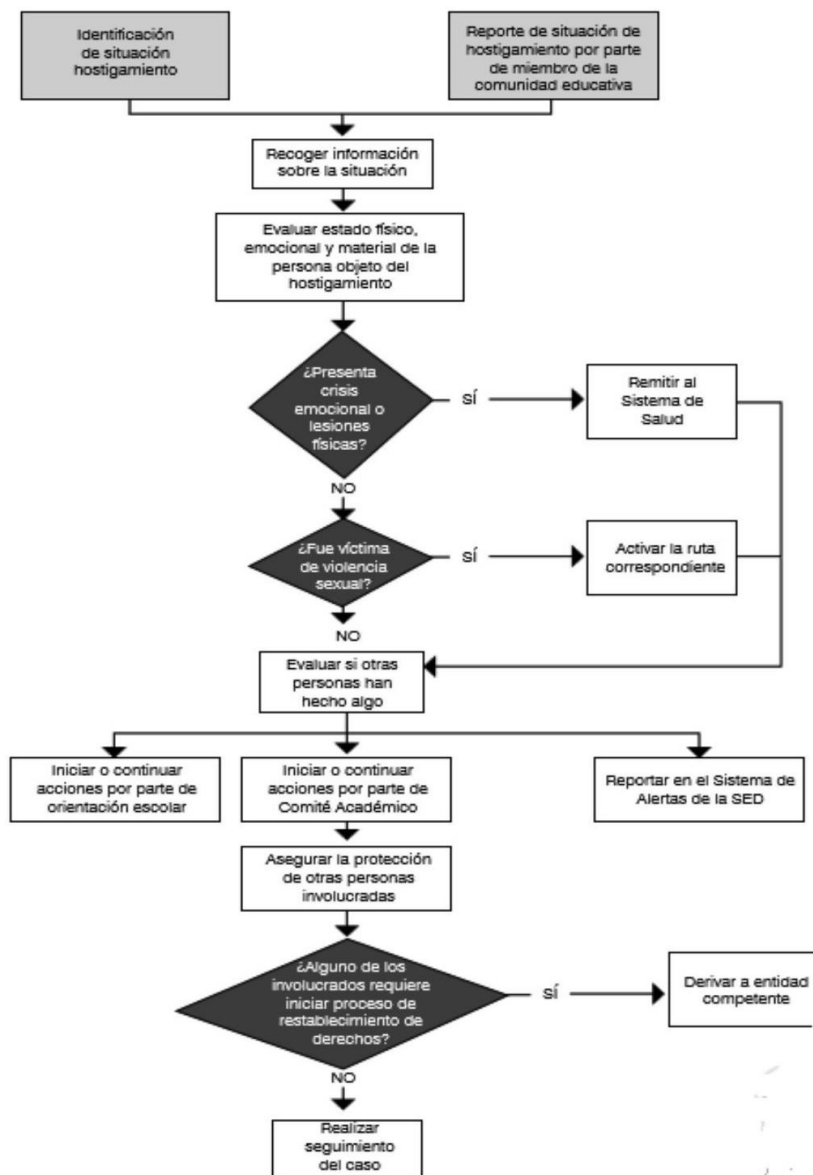 Identificación
de situación
hostigamiento
Reporte de situación de
hostigamiento por parte
de miembro de la
comunidad educativa
Recoger información
sobre la situación
Evaluar estado físico,
emocional y material de la
persona objeto del
hostigamiento
¿Presenta
crisis
emocional o
lesiones
físicas?
SÍ
Remitir al
Sistema de
Salud
NO
¿Fue víctima
de violencia
sexual?
SÍ
Activar la ruta
correspondiente
NO
Evaluar si otras
personas han
hecho algo
Iniciar o continuar
acciones por parte de
orientación escolar
Iniciar o continuar
acciones por parte de
Comité Académico
Reportar en el Sistema de
Alertas de la SED
Asegurar la protección
de otras personas
involucradas
¿Alguno de los
involucrados requiere
iniciar proceso de
restablecimiento de
derechos?
SÍ
Derivar a entidad
competente
NO
Realizar
seguimiento
del caso